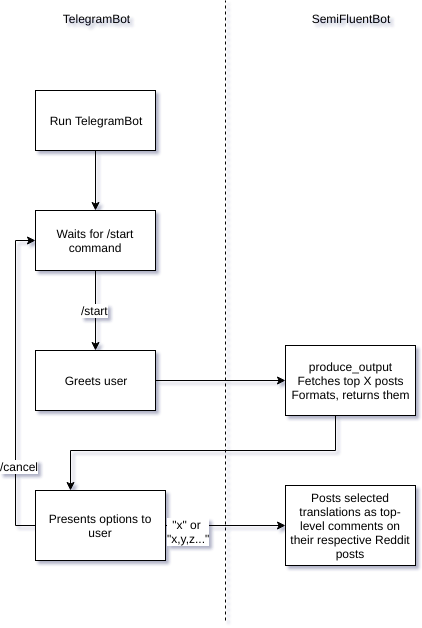 TelegramBot
SemiFluentBot
Run TelegramBot
Waits for /start
command
/start
Greets user
produce_output
Fetches top X posts
Formats, returns them
/cancel
Presents options to
user
"x" or
"x,y,z..."
Posts selected
translations as top-
level comments on
their respective Reddit
posts